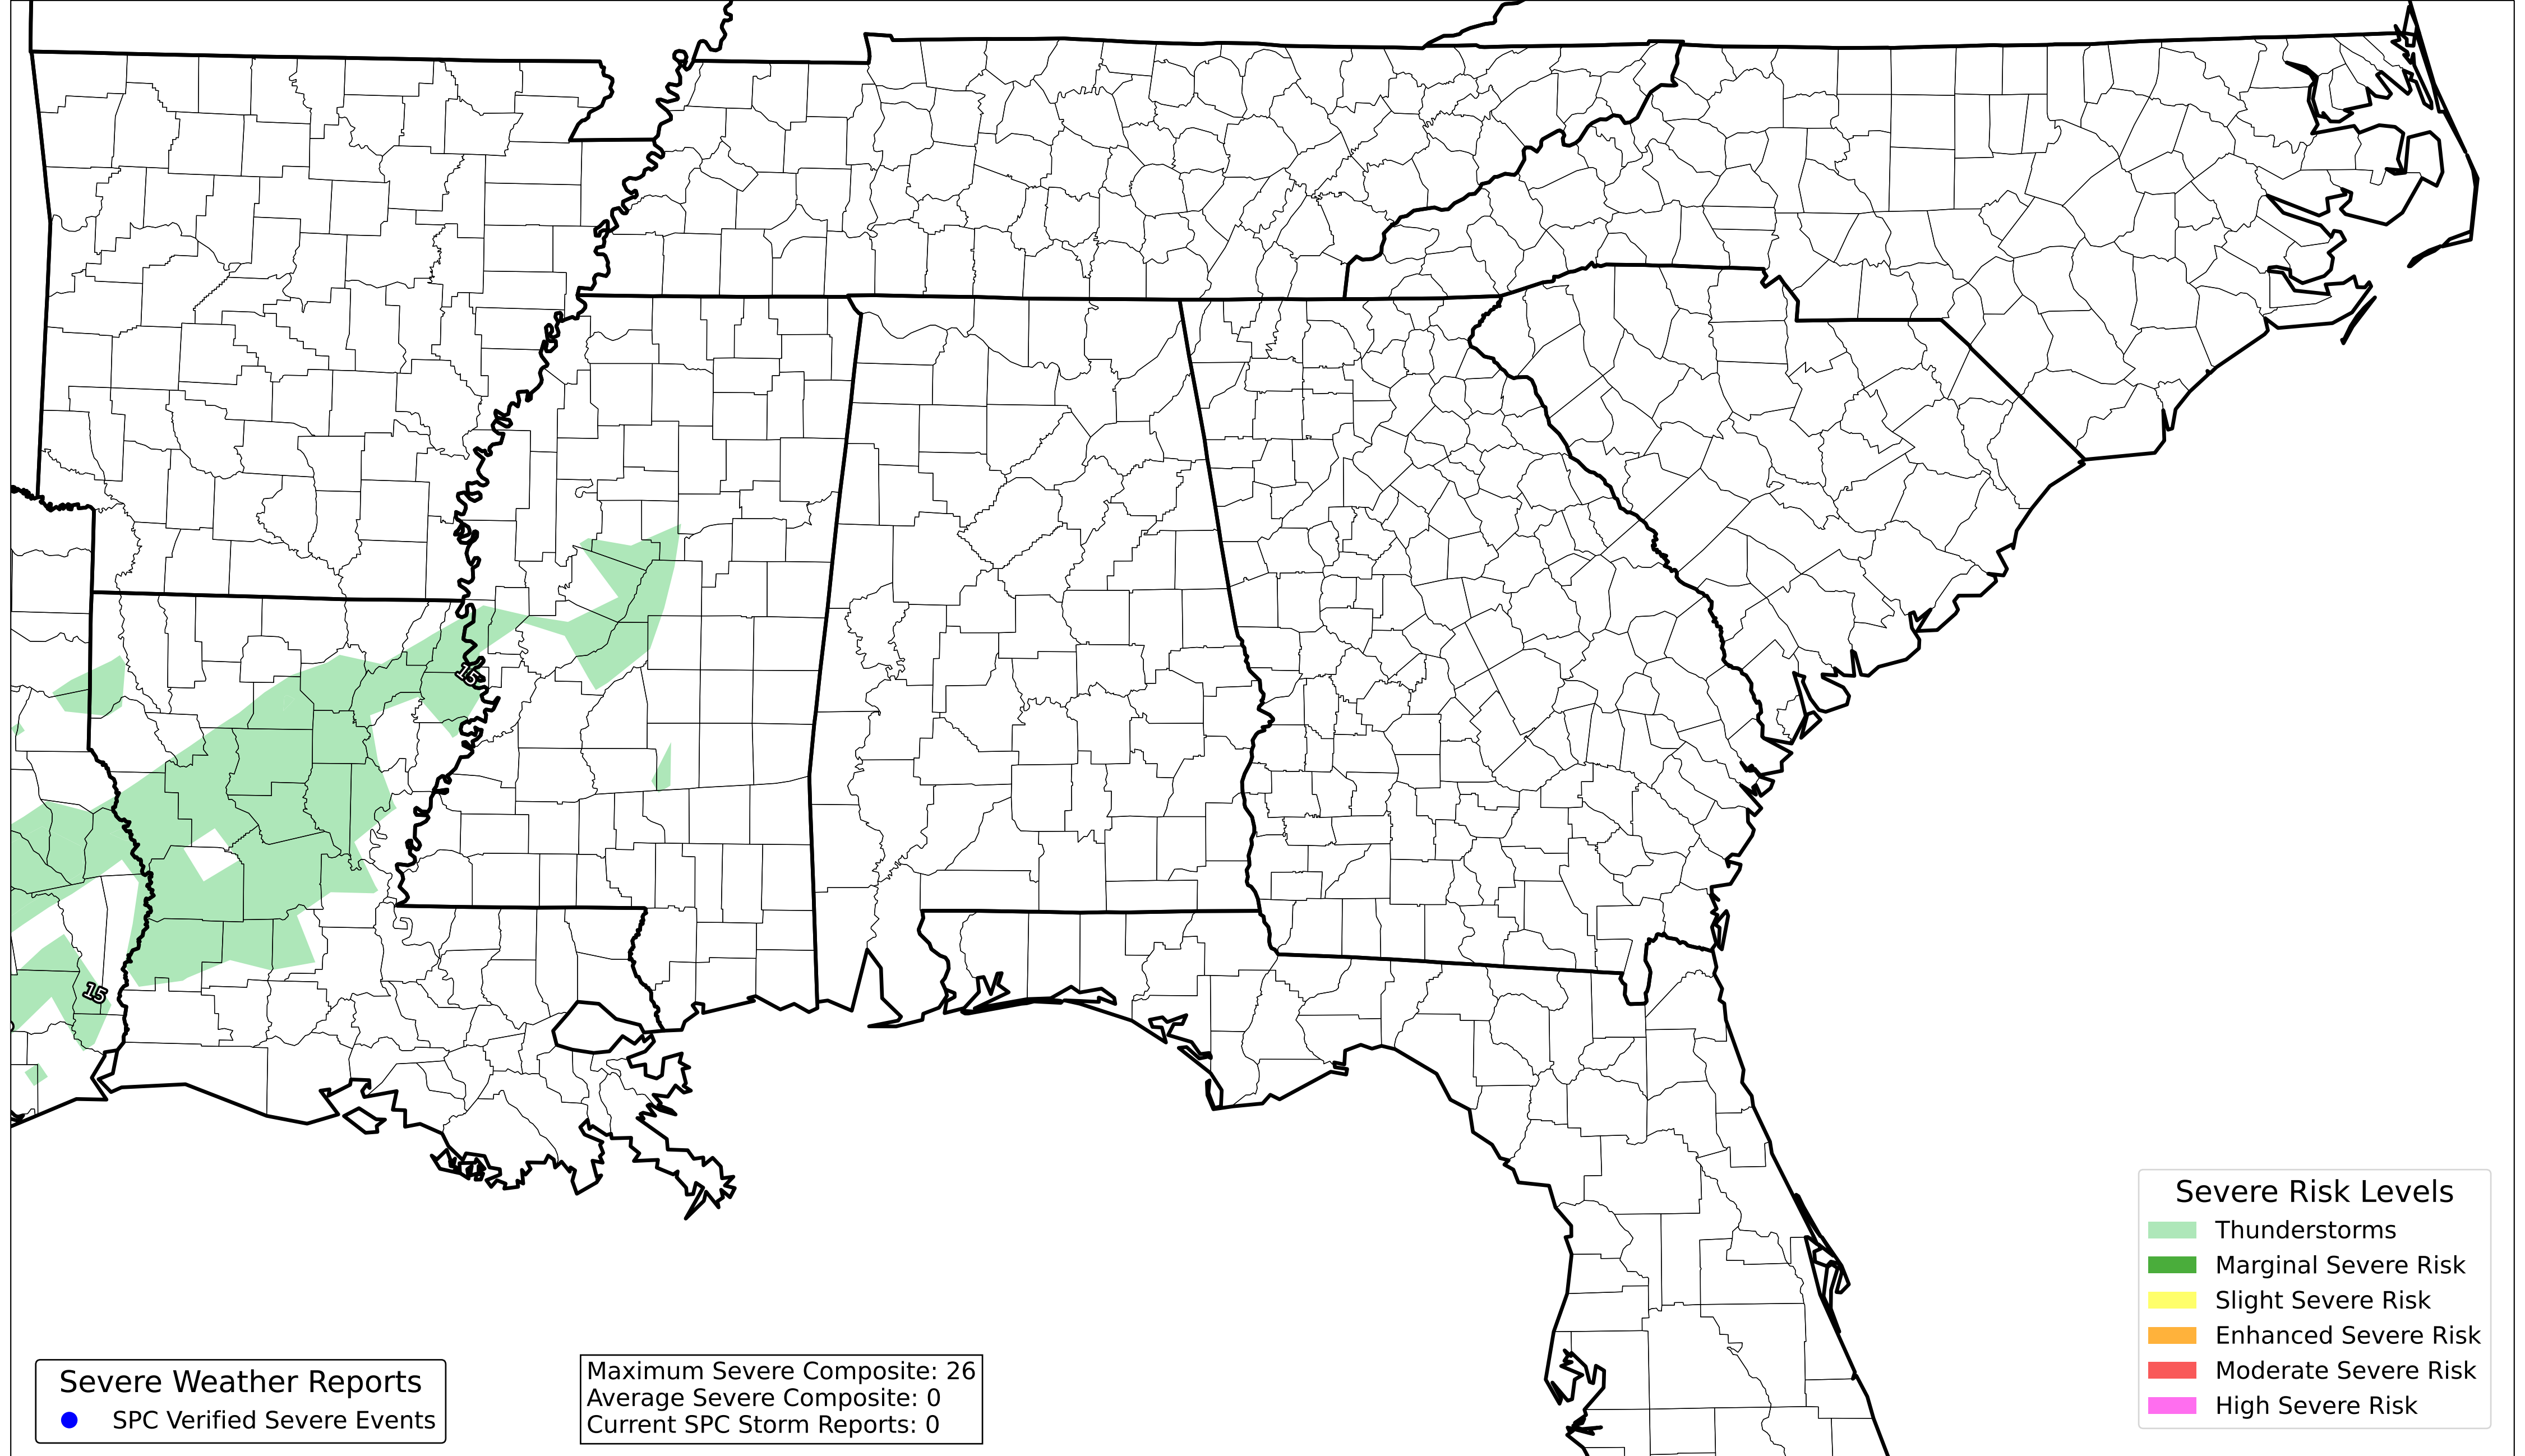 15
15
Severe Risk Levels
Thunderstorms
Marginal Severe Risk
Slight Severe Risk
Enhanced Severe Risk
Moderate Severe Risk
High Severe Risk
Severe Weather Reports
SPC Verified Severe Events
Maximum Severe Composite: 26
Average Severe Composite: 0
Current SPC Storm Reports: 0